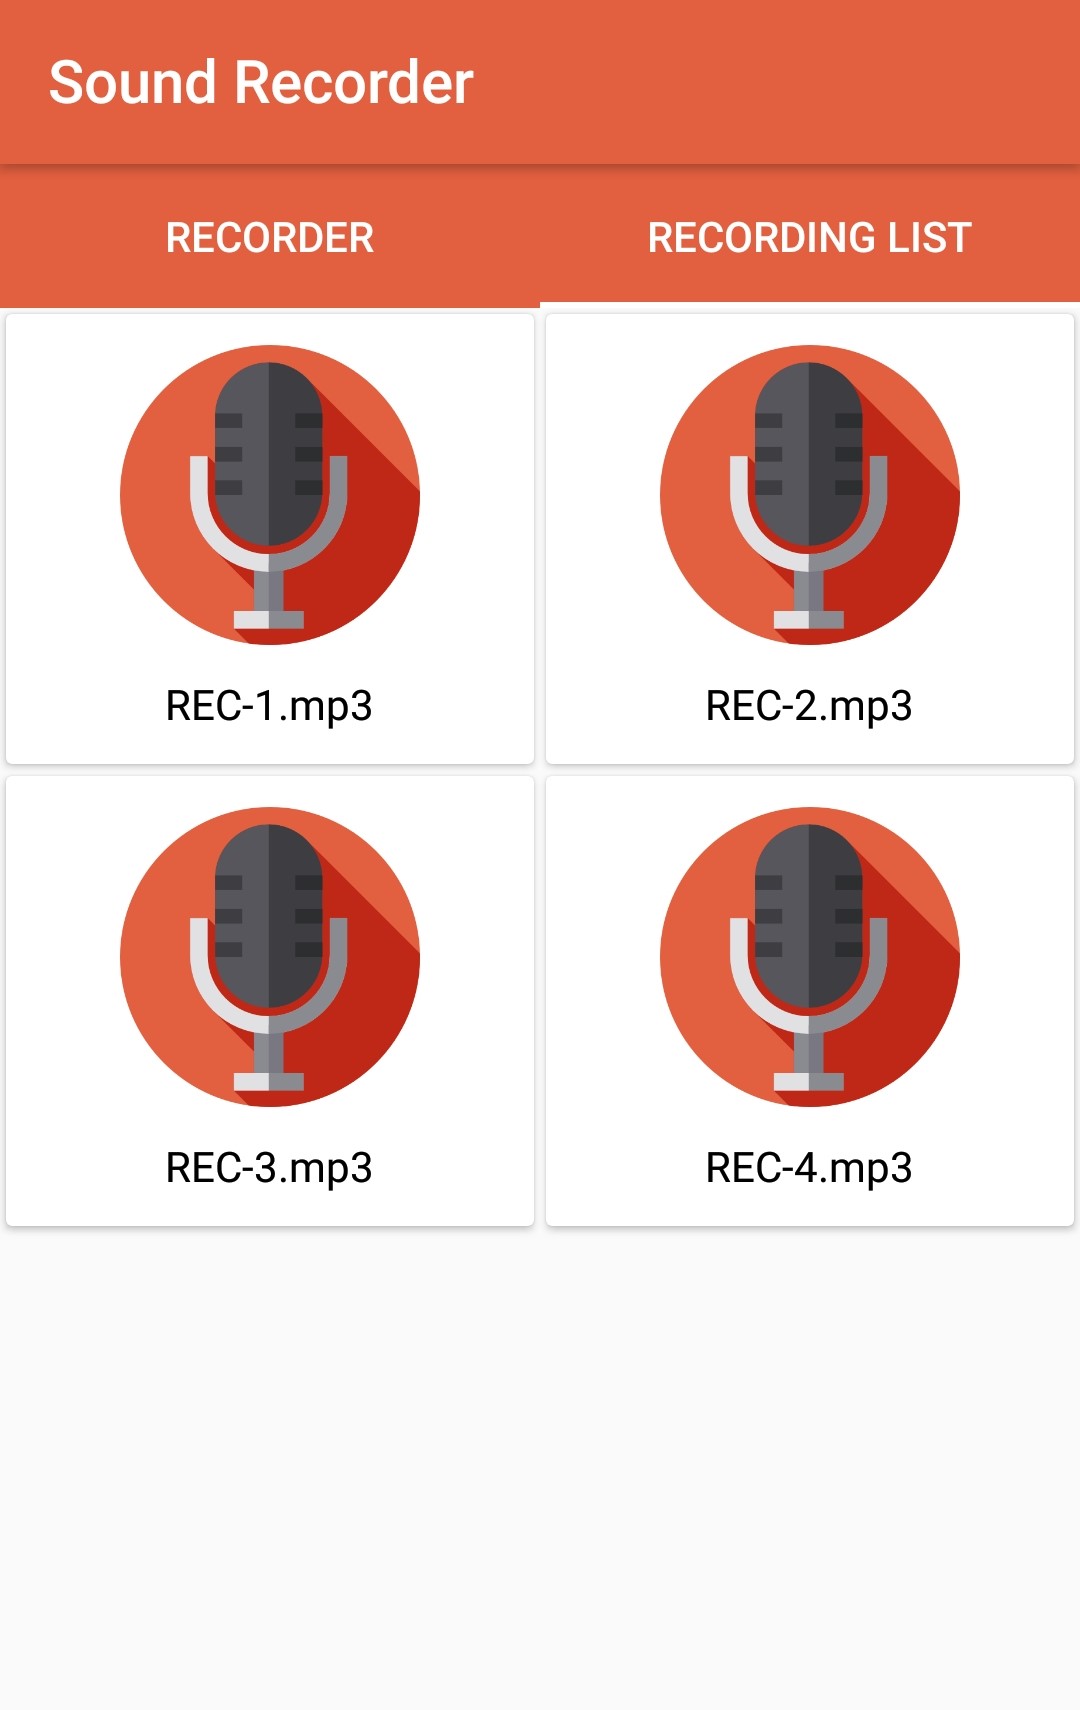 Sound Recorder
RECORDER
RECORDING LIST
REC-1.mp3
REC-2.mp3
REC-3.mp3
REC-4.mp3